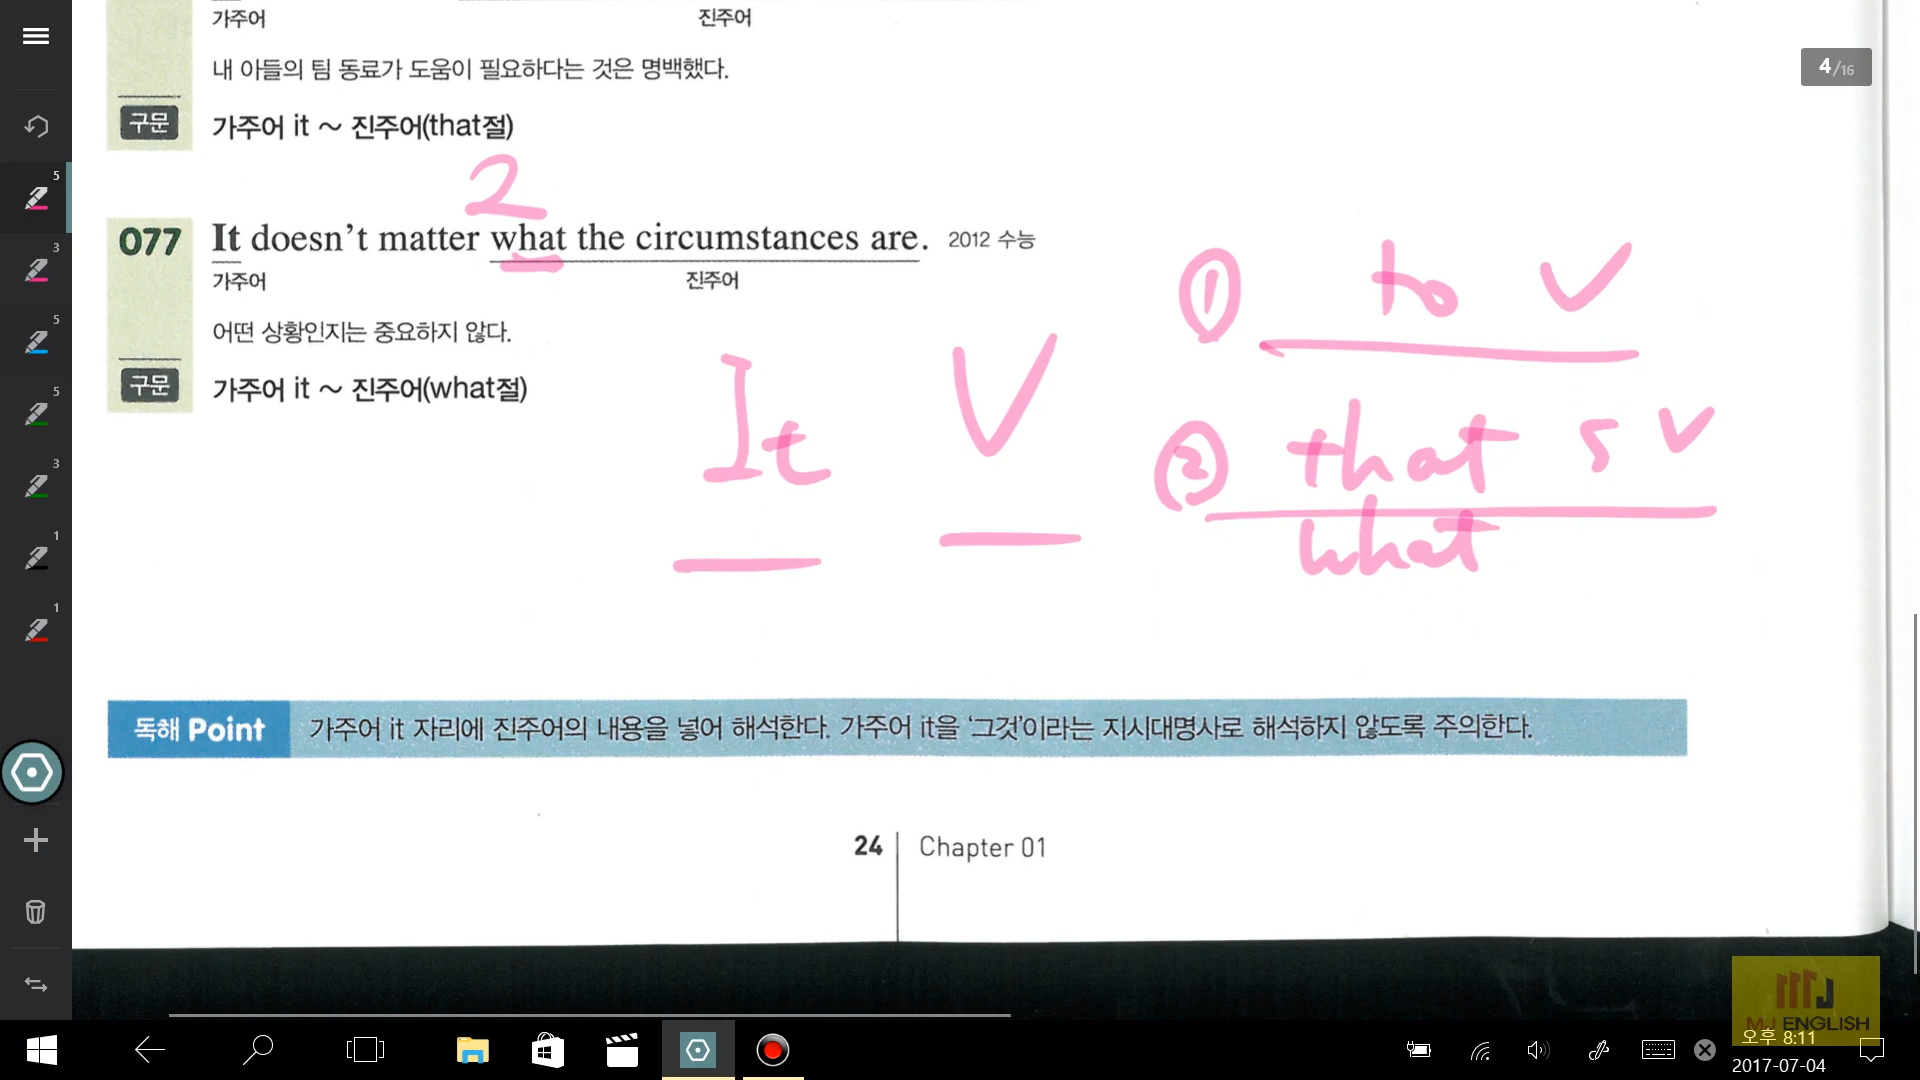 가주어 진주어
4/16
내 아들의 팀 동료가 도움이 필요하다는 것은 명백했다.
구문 가주어 it ~ 진주어(that절)
2
077 It doesn't matter what the circumstances are. 2012 수능
가주어 진주어
① to V
어떤 상황인지는 중요하지 않다.
구문 가주어 it ~ 진주어(what절)
It V
② that S V
what
독해 Point 가주어 it 자리에 진주어의 내용을 넣어 해석한다. 가주어 it을 '그것'이라는 지시대명사로 해석하지 않도록 주의한다.
24 Chapter 01
5
3
5
5
3
1
1
MJ ENGLISH
오후 8:11
2017-07-04